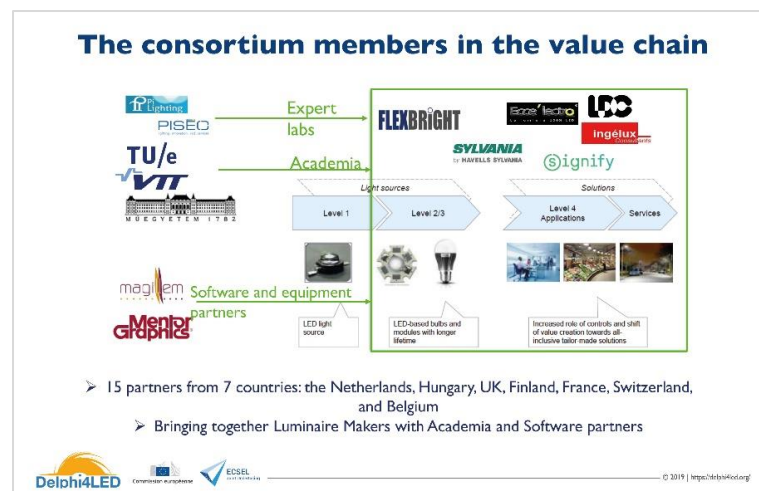 The consortium members in the value chain
Pi Lighting
PISEO
TU/e
VTT
MUEGYETEM 1782
magillem
Mentor Graphics
Expert labs
Academia
Software and equipment partners
FLEXBRIGHT
LDC
ingélux
SYLVANIA
BY HAVELLS SYLVANIA
Signify
Light sources
Solutions
Level 1
Level 2/3
Level 4
Applications
Services
LED light
source
LED-based bulbs and
modules with longer
lifetime
Increased role of controls and shift
of value creation towards all-
inclusive tailor-made solutions
➢ 15 partners from 7 countries: the Netherlands, Hungary, UK, Finland, France, Switzerland,
and Belgium
➢ Bringing together Luminaire Makers with Academia and Software partners
Delphi4LED
Commission européenne
ECSEL
© 2019 | https://delphi4led.org/